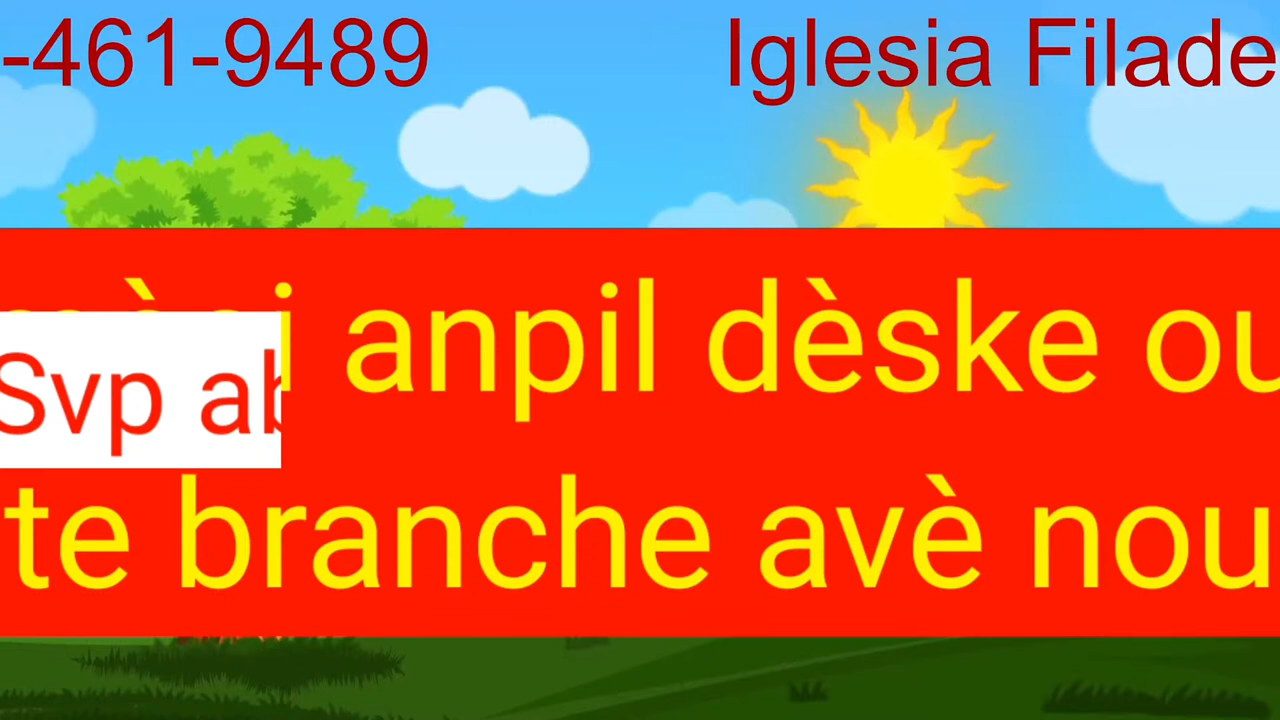 -461-9489 Iglesia Filade
anpil dèske ou
Svp ab
te branche avè nou